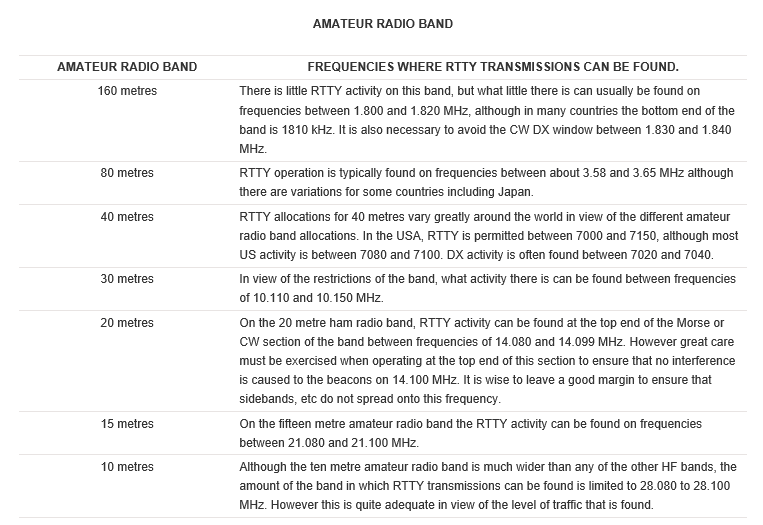 AMATEUR RADIO BAND
AMATEUR RADIO BAND FREQUENCIES WHERE RTTY TRANSMISSIONS CAN BE FOUND.
160 metres There is little RTTY activity on this band, but what little there is can usually be found on
frequencies between 1.800 and 1.820 MHz, although in many countries the bottom end of the
band is 1810 kHz. It is also necessary to avoid the CW DX window between 1.830 and 1.840
MHz.
80 metres RTTY operation is typically found on frequencies between about 3.58 and 3.65 MHz although
there are variations for some countries including Japan.
40 metres RTTY allocations for 40 metres vary greatly around the world in view of the different amateur
radio band allocations. In the USA, RTTY is permitted between 7000 and 7150, although most
US activity is between 7080 and 7100. DX activity is often found between 7020 and 7040.
30 metres In view of the restrictions of the band, what activity there is can be found between frequencies
of 10.110 and 10.150 MHz.
20 metres On the 20 metre ham radio band, RTTY activity can be found at the top end of the Morse or
CW section of the band between frequencies of 14.080 and 14.099 MHz. However great care
must be exercised when operating at the top end of this section to ensure that no interference
is caused to the beacons on 14.100 MHz. It is wise to leave a good margin to ensure that
sidebands, etc do not spread onto this frequency.
15 metres On the fifteen metre amateur radio band the RTTY activity can be found on frequencies
between 21.080 and 21.100 MHz.
10 metres Although the ten metre amateur radio band is much wider than any of the other HF bands, the
amount of the band in which RTTY transmissions can be found is limited to 28.080 to 28.100
MHz. However this is quite adequate in view of the level of traffic that is found.